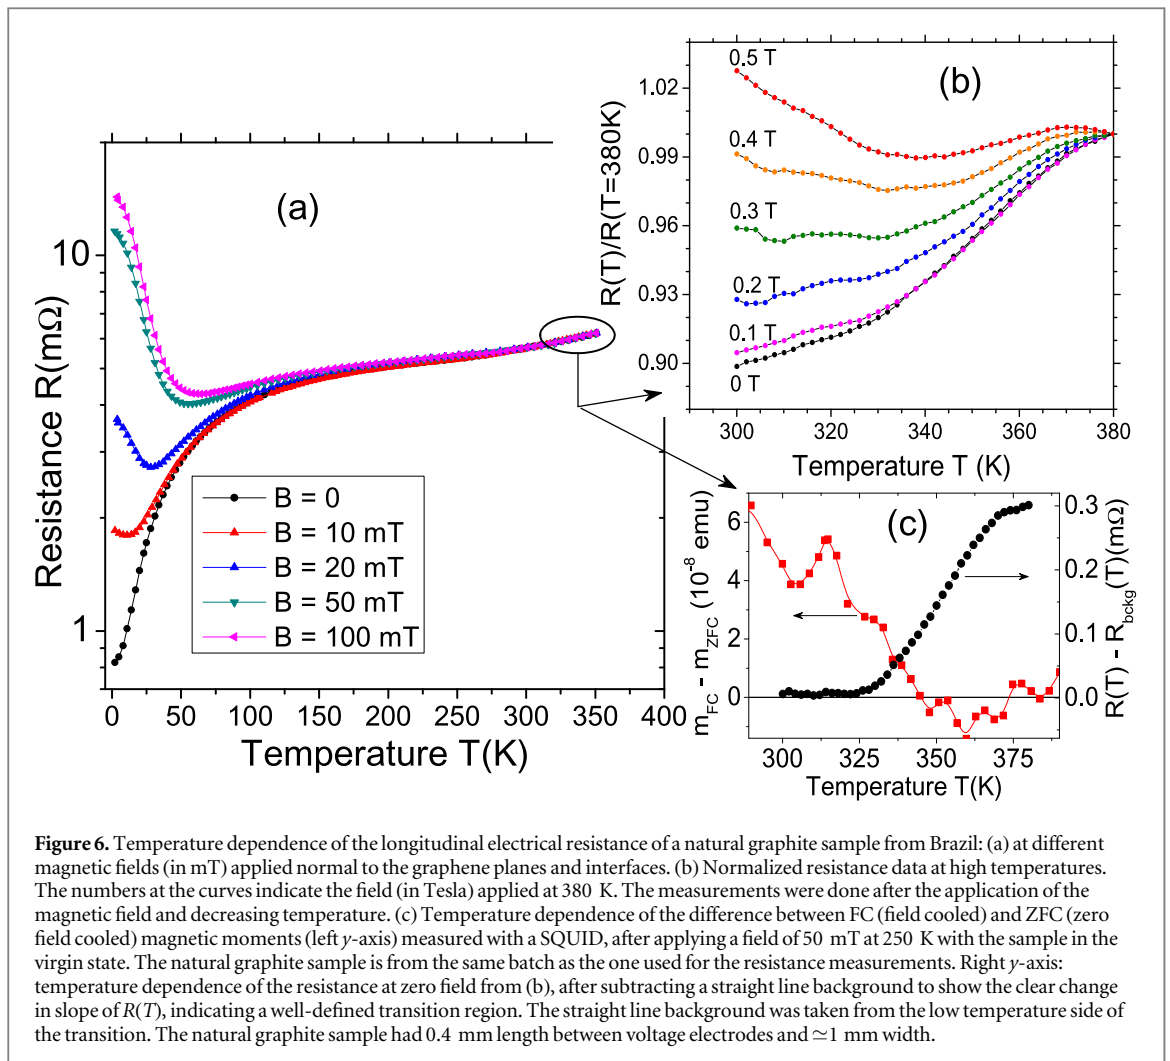 (a)
Resistance R(mΩ)
10
1
B = 0
B = 10 mT
B = 20 mT
B = 50 mT
B = 100 mT
0 50 100 150 200 250 300 350 400
Temperature T(K)
(b)
R(T)/R(T=380K)
1.02
0.99
0.96
0.93
0.90
0.5 T
0.4 T
0.3 T
0.2 T
0.1 T
0 T
300 320 340 360 380
Temperature T (K)
(c)
m_FC - m_ZFC (10⁻⁸ emu)
6
4
2
0
0.3
0.2
0.1
0.0
R(T) - R_bckg(T)(mΩ)
300 325 350 375
Temperature T(K)
Figure 6. Temperature dependence of the longitudinal electrical resistance of a natural graphite sample from Brazil: (a) at different
magnetic fields (in mT) applied normal to the graphene planes and interfaces. (b) Normalized resistance data at high temperatures.
The numbers at the curves indicate the field (in Tesla) applied at 380 K. The measurements were done after the application of the
magnetic field and decreasing temperature. (c) Temperature dependence of the difference between FC (field cooled) and ZFC (zero
field cooled) magnetic moments (left y-axis) measured with a SQUID, after applying a field of 50 mT at 250 K with the sample in the
virgin state. The natural graphite sample is from the same batch as the one used for the resistance measurements. Right y-axis:
temperature dependence of the resistance at zero field from (b), after subtracting a straight line background to show the clear change
in slope of R(T), indicating a well-defined transition region. The straight line background was taken from the low temperature side of
the transition. The natural graphite sample had 0.4 mm length between voltage electrodes and ≃1 mm width.